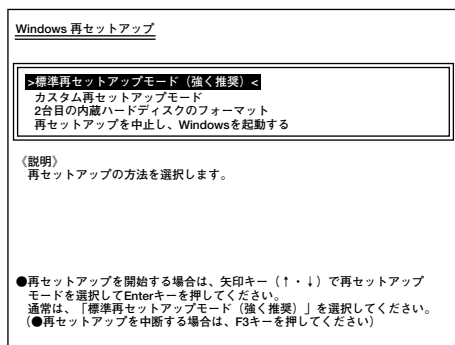 Windows 再セットアップ
>標準再セットアップモード（強く推奨）<
カスタム再セットアップモード
2台目の内蔵ハードディスクのフォーマット
再セットアップを中止し、Windowsを起動する
《説明》
再セットアップの方法を選択します。
●再セットアップを開始する場合は、矢印キー（↑・↓）で再セットアップ
モードを選択してEnterキーを押してください。
通常は、「標準再セットアップモード（強く推奨）」を選択してください。
（●再セットアップを中断する場合は、F3キーを押してください）